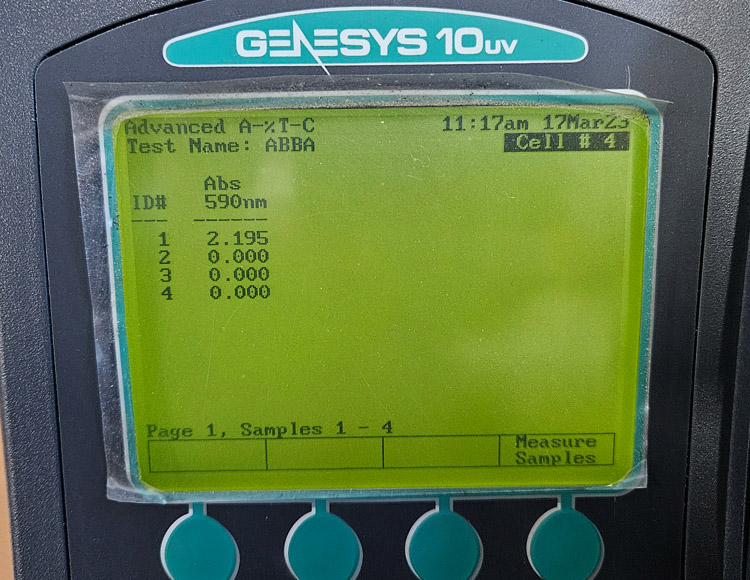 GENESYS 10UV
Advanced A-%T-C 11:17am 17Mar23
Test Name: ABBA Cell # 4
Abs
ID# 590nm
--- ------
1 2.195
2 0.000
3 0.000
4 0.000
Page 1, Samples 1 - 4
Measure
Samples